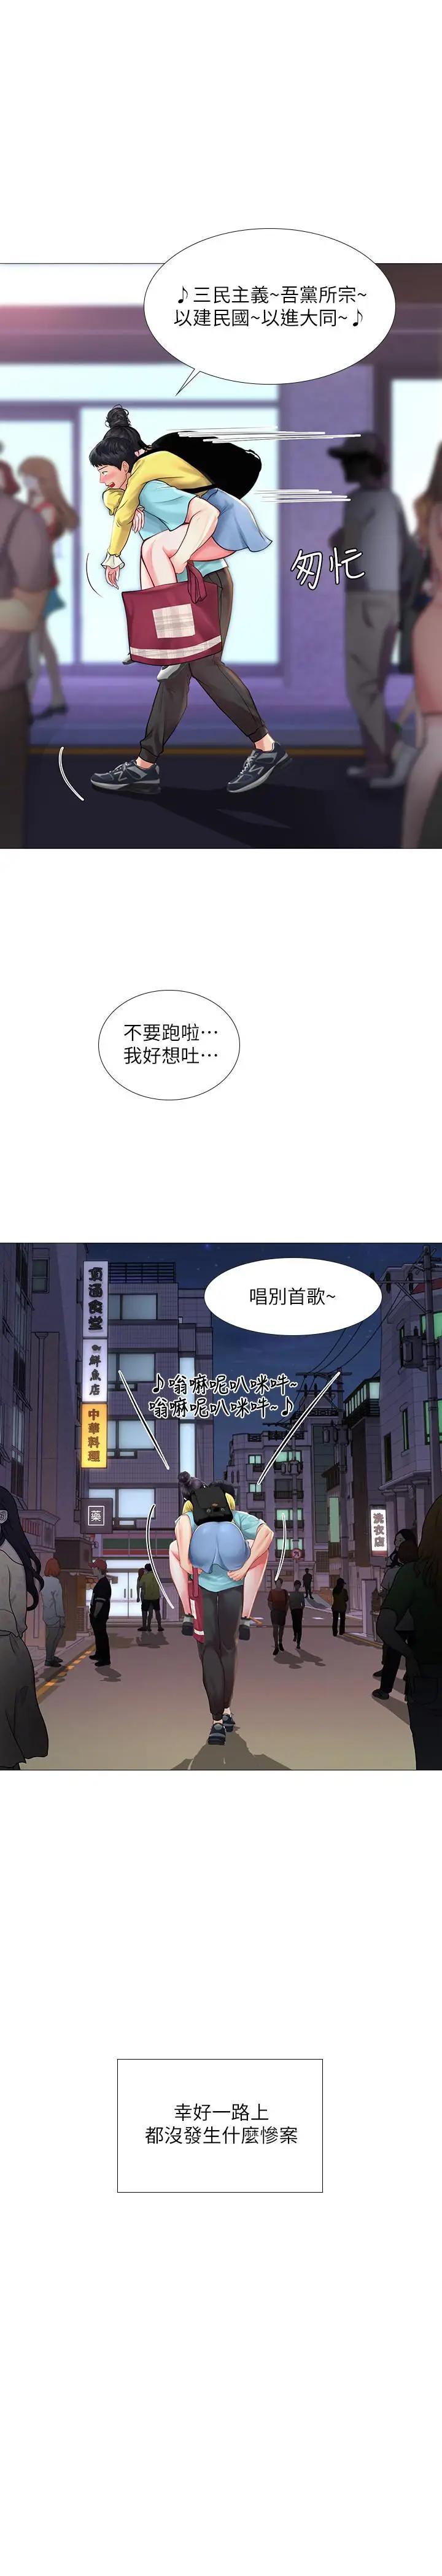 ♪三民主義~吾黨所宗~
以建民國~以進大同~♪
匆忙
不要跑啦⋯
我好想吐⋯
唱別首歌~
♪嗡嘛呢叭咪吽~
嗡嘛呢叭咪吽~♪
鮮魚店
中華料理
藥
洗衣店
幸好一路上
都沒發生什麼慘案